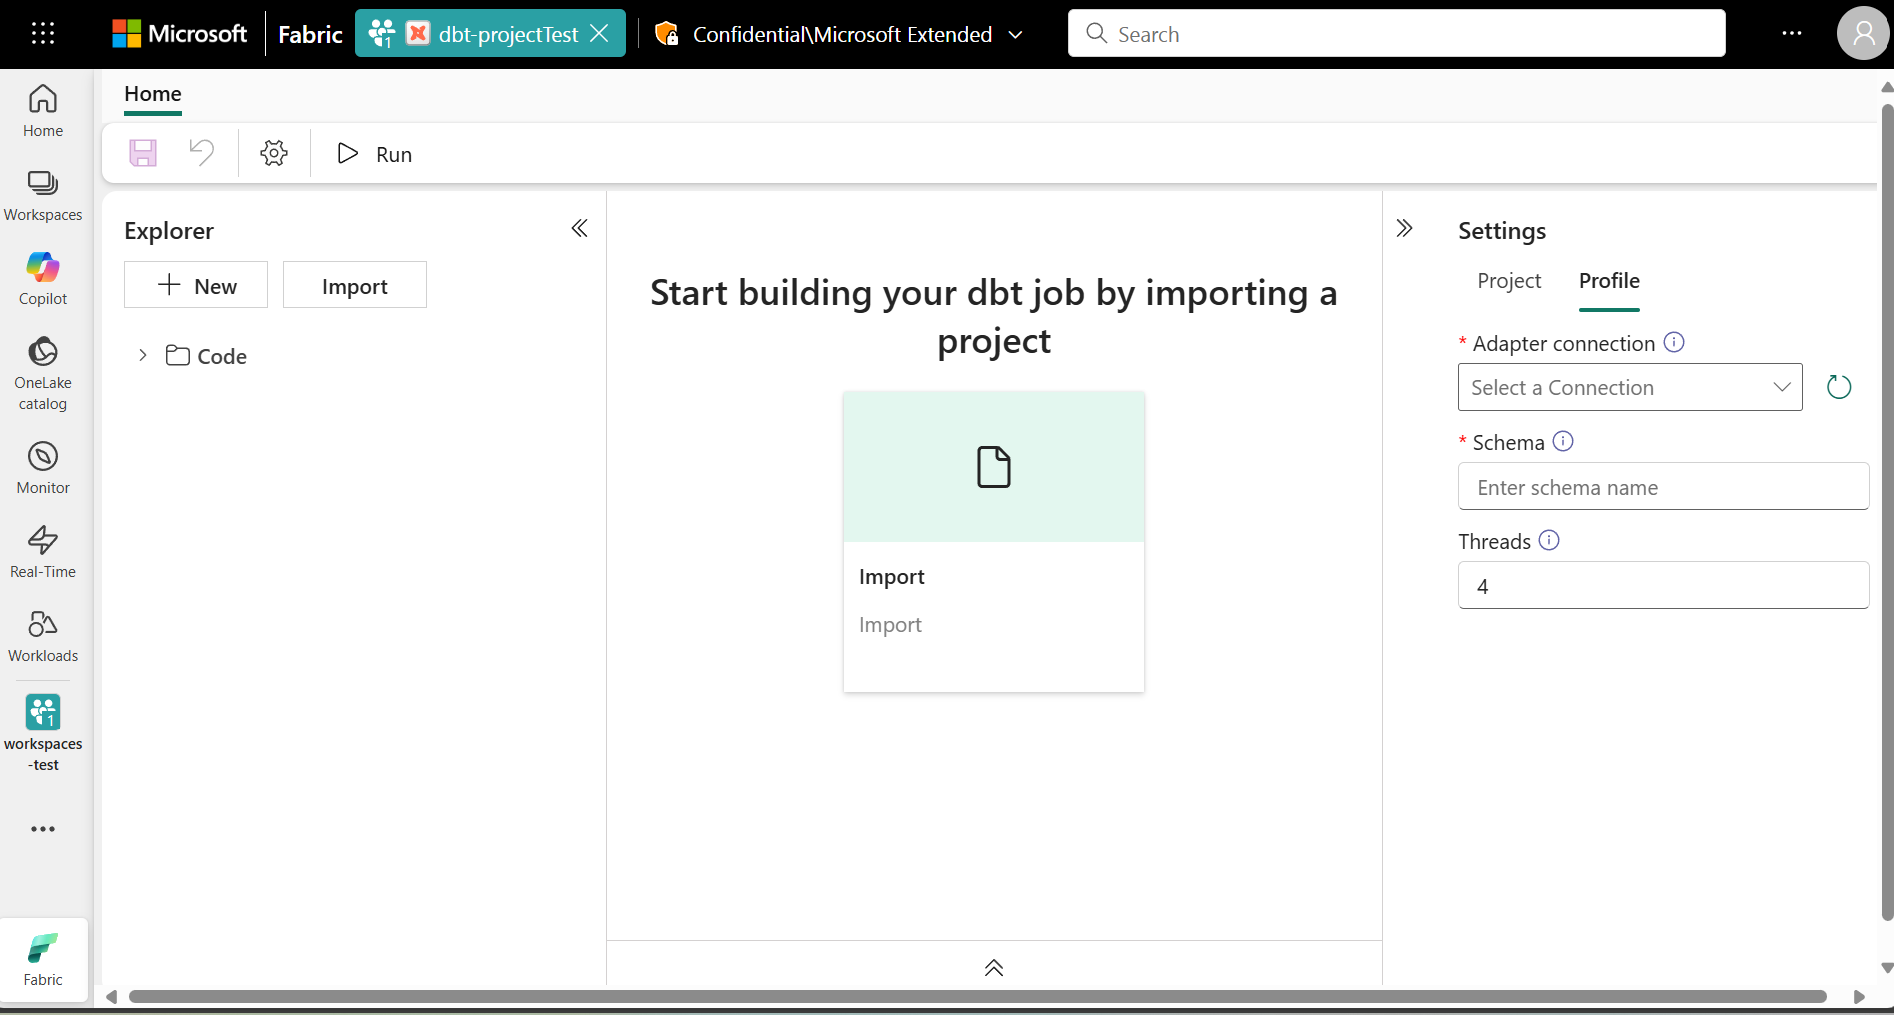 Microsoft Fabric 1 dbt-projectTest Confidential\Microsoft Extended Search
Home
Run
Home
Workspaces
Copilot
OneLake
catalog
Monitor
Real-Time
Workloads
1
workspaces
-test
Fabric
Explorer
New Import
Code
Start building your dbt job by importing a
project
Import
Import
Settings
Project Profile
* Adapter connection
Select a Connection
* Schema
Enter schema name
Threads
4